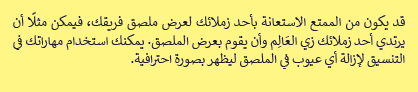 قد يكون من الممتع الاستعانة بأحد زملائك لعرض ملصق فريقك، فيمكن مثلًا أن
يرتدي أحد زملائك زي العَالِم وأن يقوم بعرض الملصق. يمكنك استخدام مهاراتك في
التنسيق لإزالة أي عيوب في الملصق ليظهر بصورة احترافية.